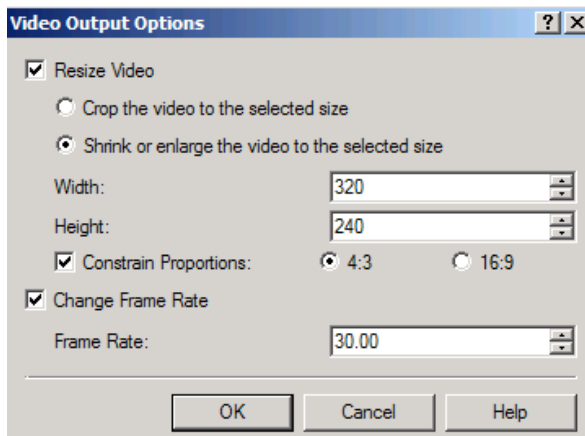 Video Output Options
Resize Video
Crop the video to the selected size
Shrink or enlarge the video to the selected size
Width: 320
Height: 240
Constrain Proportions: 4:3 16:9
Change Frame Rate
Frame Rate: 30.00
OK Cancel Help